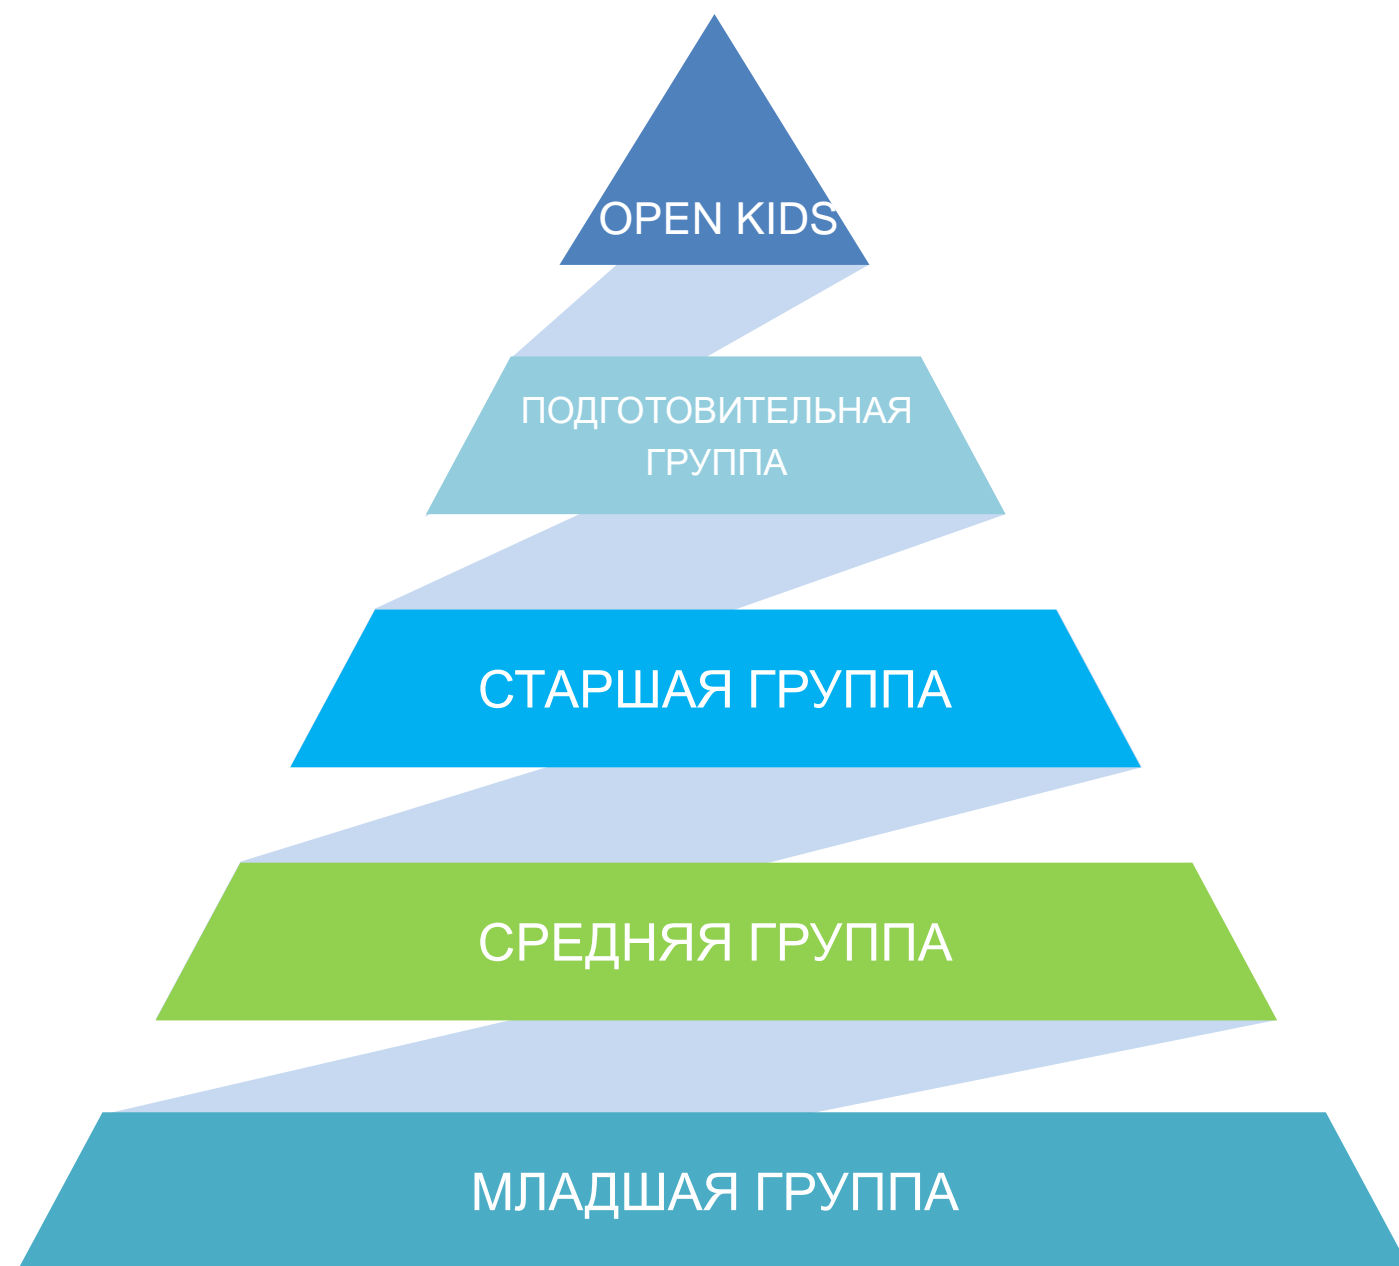 OPEN KIDS
ПОДГОТОВИТЕЛЬНАЯ
ГРУППА
СТАРШАЯ ГРУППА
СРЕДНЯЯ ГРУППА
МЛАДШАЯ ГРУППА